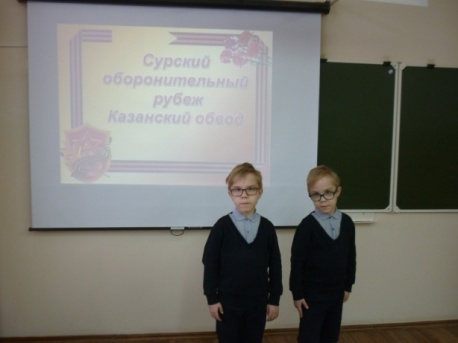 Сурский
оборонительный
рубеж
Казанский обвод